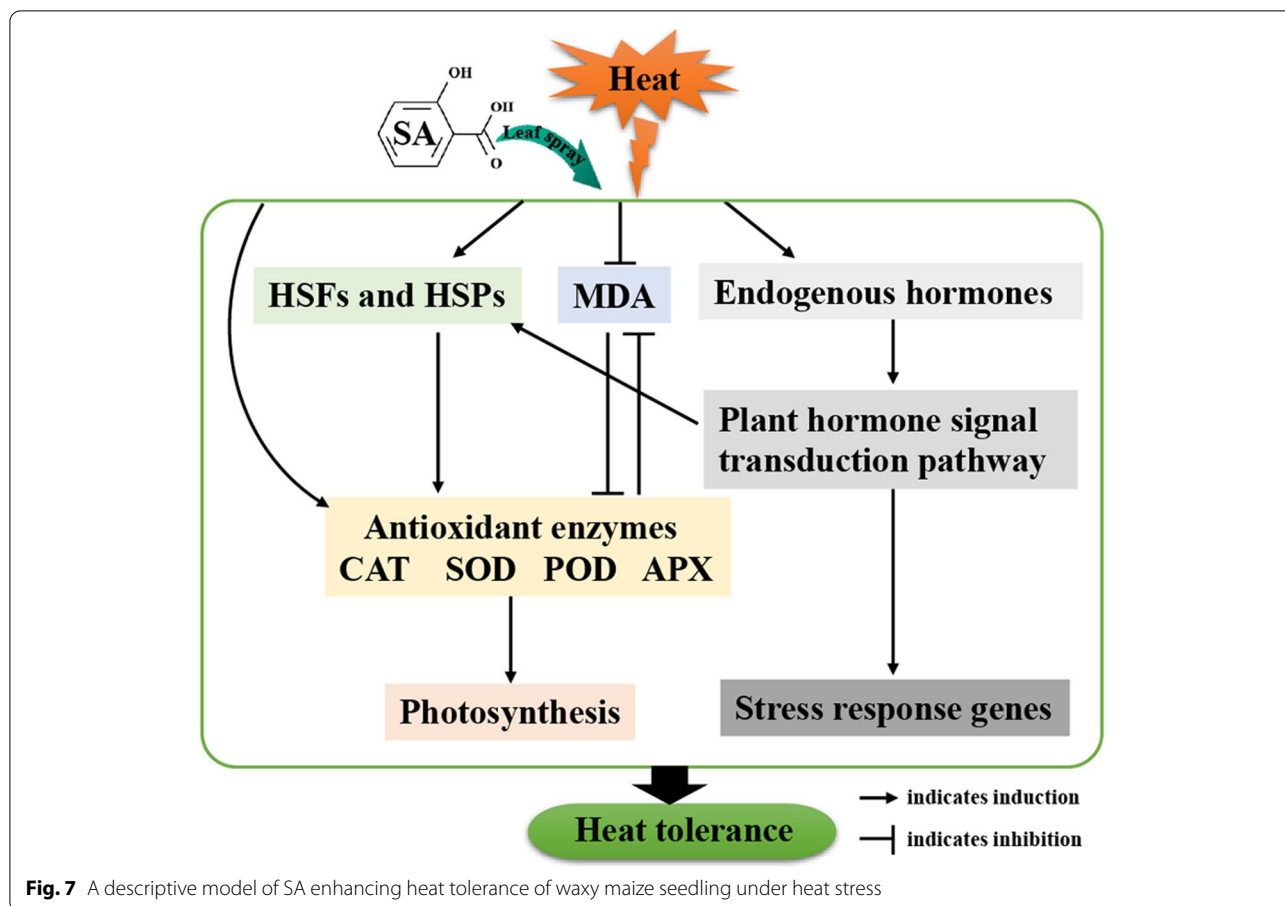 Heat
OH
OH
SA
O
Leaf spray
HSFs and HSPs
MDA
Endogenous hormones
Plant hormone signal
transduction pathway
Antioxidant enzymes
CAT SOD POD APX
Photosynthesis
Stress response genes
Heat tolerance
indicates induction
indicates inhibition
Fig. 7 A descriptive model of SA enhancing heat tolerance of waxy maize seedling under heat stress